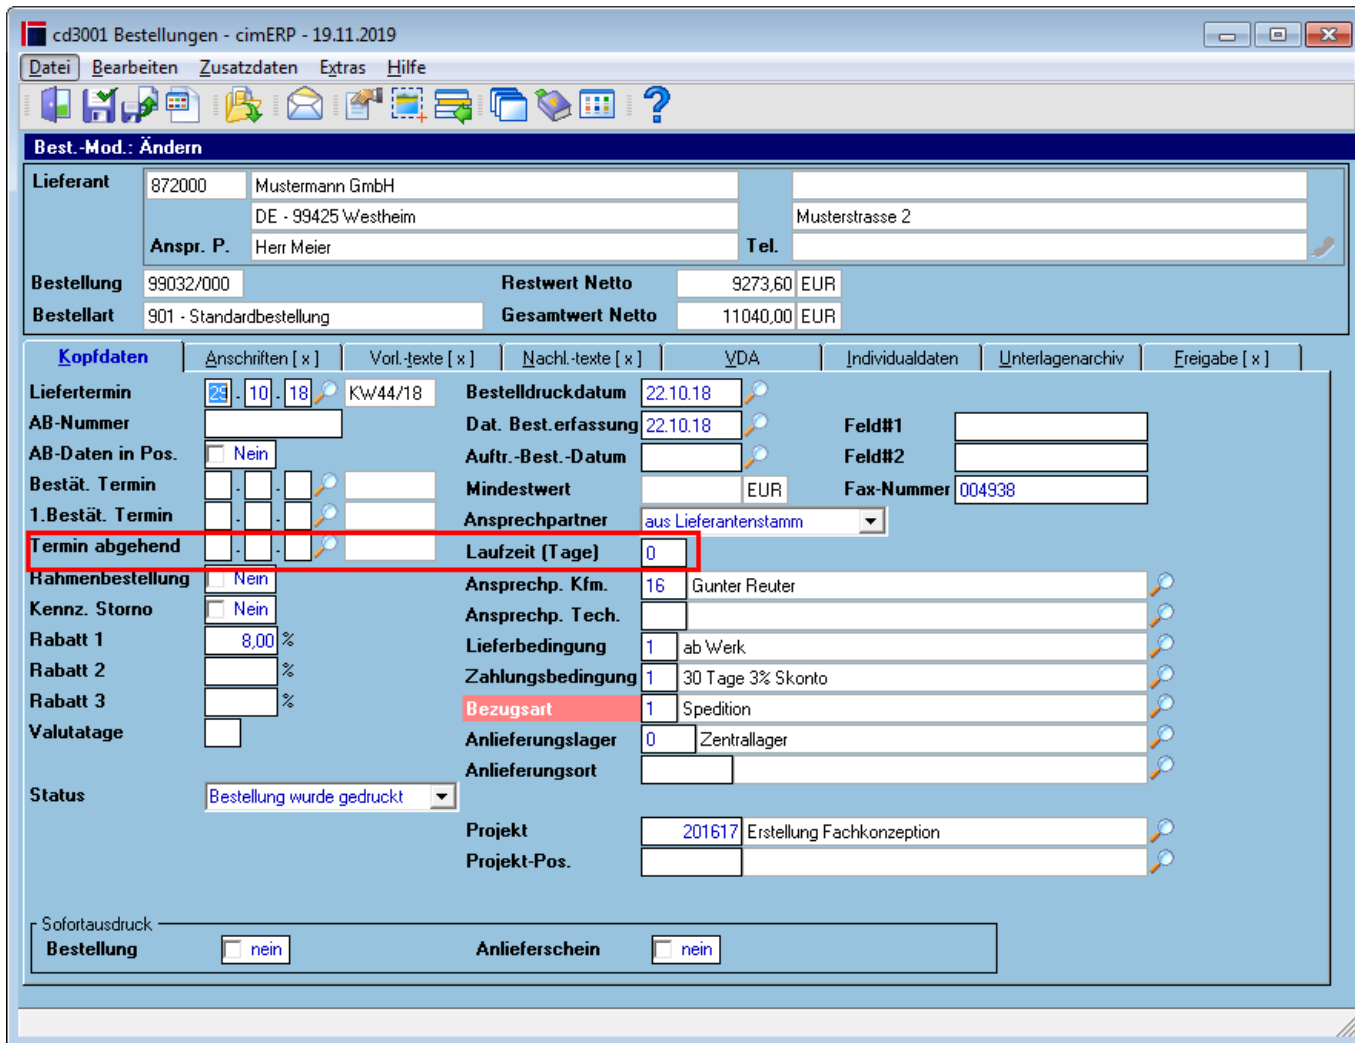 cd3001 Bestellungen - cimERP - 19.11.2019
Datei Bearbeiten Zusatzdaten Extras Hilfe
Best.-Mod.: Ändern
Lieferant 872000 Mustermann GmbH
DE - 99425 Westheim Musterstrasse 2
Anspr. P. Herr Meier Tel.
Bestellung 99032/000 Restwert Netto 9273,60 EUR
Bestellart 901 - Standardbestellung Gesamtwert Netto 11040,00 EUR
Kopfdaten Anschriften [ x ] Vorl.-texte [ x ] Nachl.-texte [ x ] VDA Individualdaten Unterlagenarchiv Freigabe [ x ]
Liefertermin 29 . 10 . 18 KW44/18 Bestelldruckdatum 22.10.18
AB-Nummer Dat. Best.erfassung 22.10.18 Feld#1
AB-Daten in Pos. Nein Auftr.-Best.-Datum Feld#2
Bestät. Termin . . Mindestwert EUR Fax-Nummer 004938
1.Bestät. Termin . . Ansprechpartner aus Lieferantenstamm
Termin abgehend . . Laufzeit (Tage) 0
Rahmenbestellung Nein Ansprechp. Kfm. 16 Gunter Reuter
Kennz. Storno Nein Ansprechp. Tech.
Rabatt 1 8,00 % Lieferbedingung 1 ab Werk
Rabatt 2 % Zahlungsbedingung 1 30 Tage 3% Skonto
Rabatt 3 % Bezugsart 1 Spedition
Valutatage Anlieferungslager 0 Zentrallager
Anlieferungsort
Status Bestellung wurde gedruckt
Projekt 201617 Erstellung Fachkonzeption
Projekt-Pos.
Sofortausdruck
Bestellung nein Anlieferschein nein